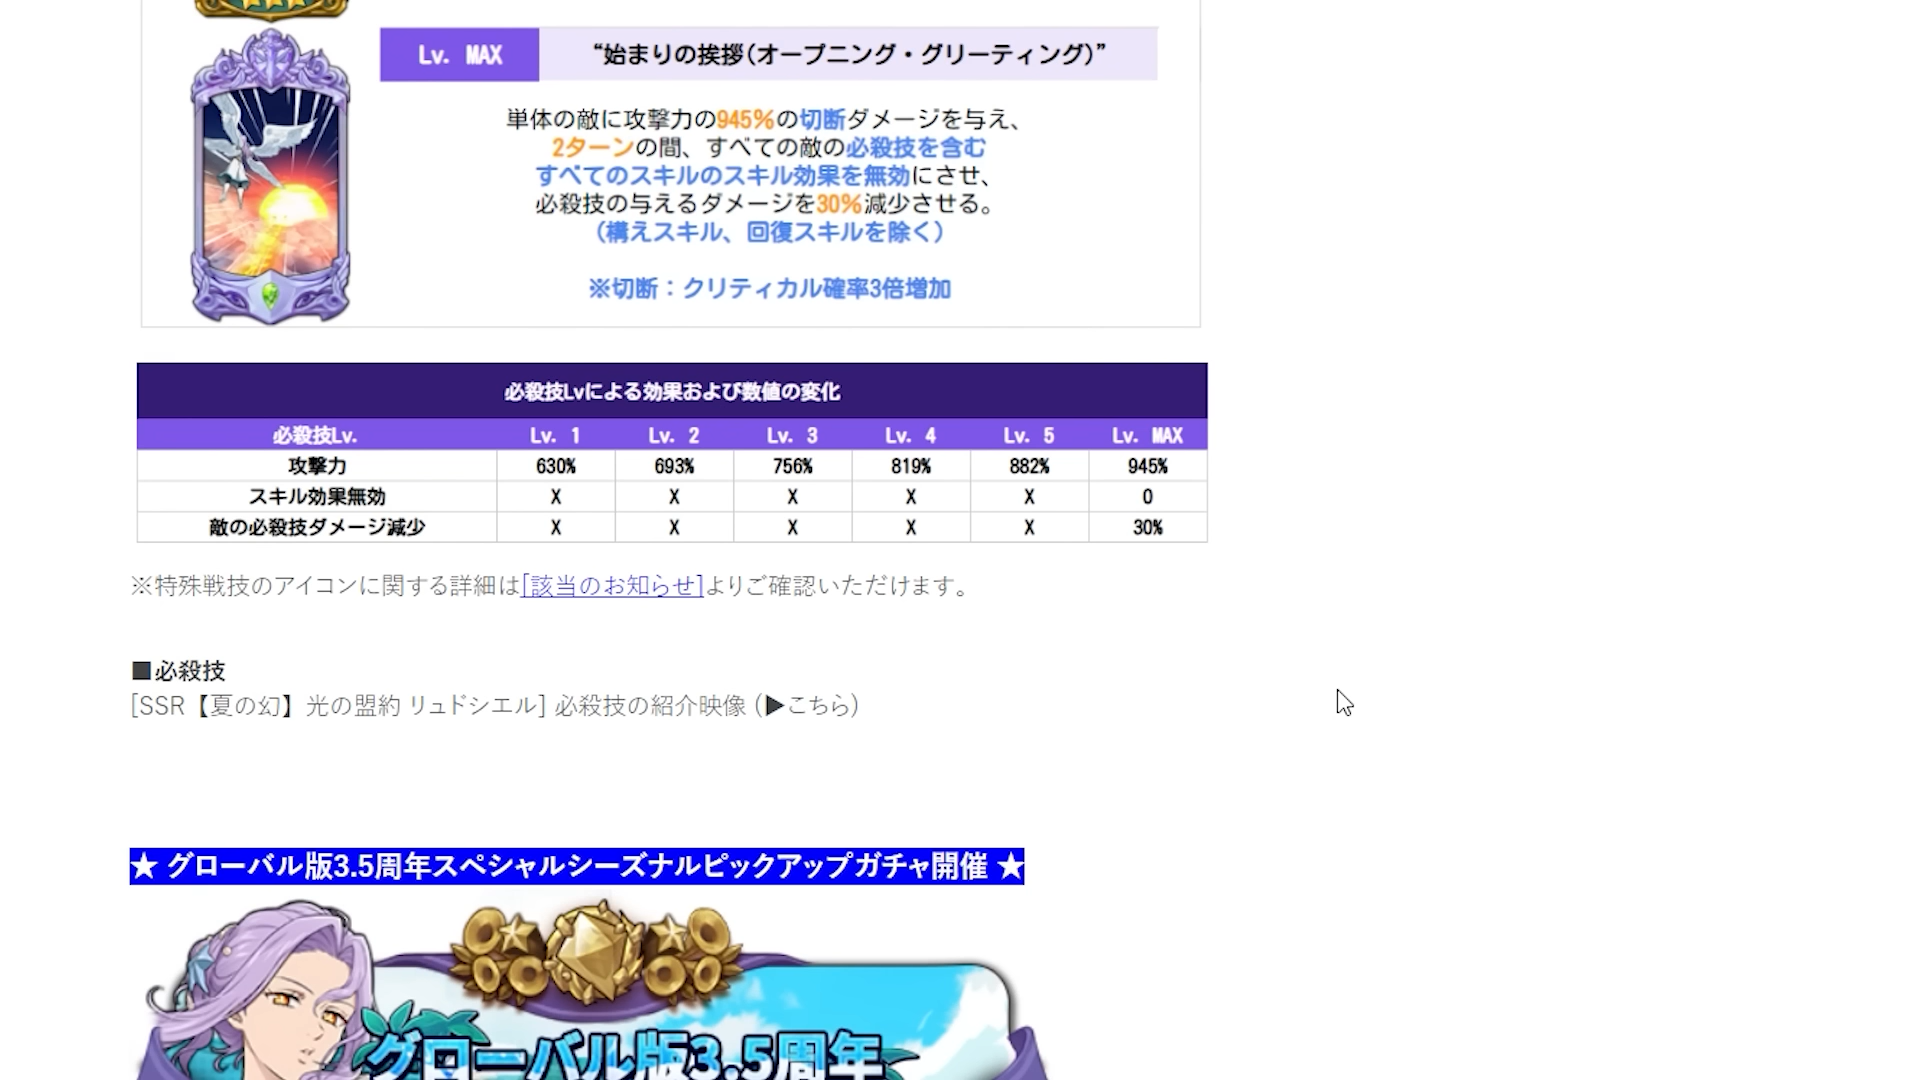 Lv. MAX “始まりの挨拶(オープニング・グリーティング)”
単体の敵に攻撃力の945%の切断ダメージを与え、
2ターンの間、すべての敵の必殺技を含む
すべてのスキルのスキル効果を無効にさせ、
必殺技の与えるダメージを30%減少させる。
(構えスキル、回復スキルを除く)
※切断：クリティカル確率3倍増加
必殺技Lvによる効果および数値の変化
必殺技Lv. Lv. 1 Lv. 2 Lv. 3 Lv. 4 Lv. 5 Lv. MAX
攻撃力 630% 693% 756% 819% 882% 945%
スキル効果無効 X X X X X O
敵の必殺技ダメージ減少 X X X X X 30%
※特殊戦技のアイコンに関する詳細は[該当のお知らせ]よりご確認いただけます。
■必殺技
[SSR【夏の幻】光の盟約 リュドシエル] 必殺技の紹介映像 (▶こちら)
★ グローバル版3.5周年スペシャルシーズナルピックアップガチャ開催 ★
グローバル版3.5周年